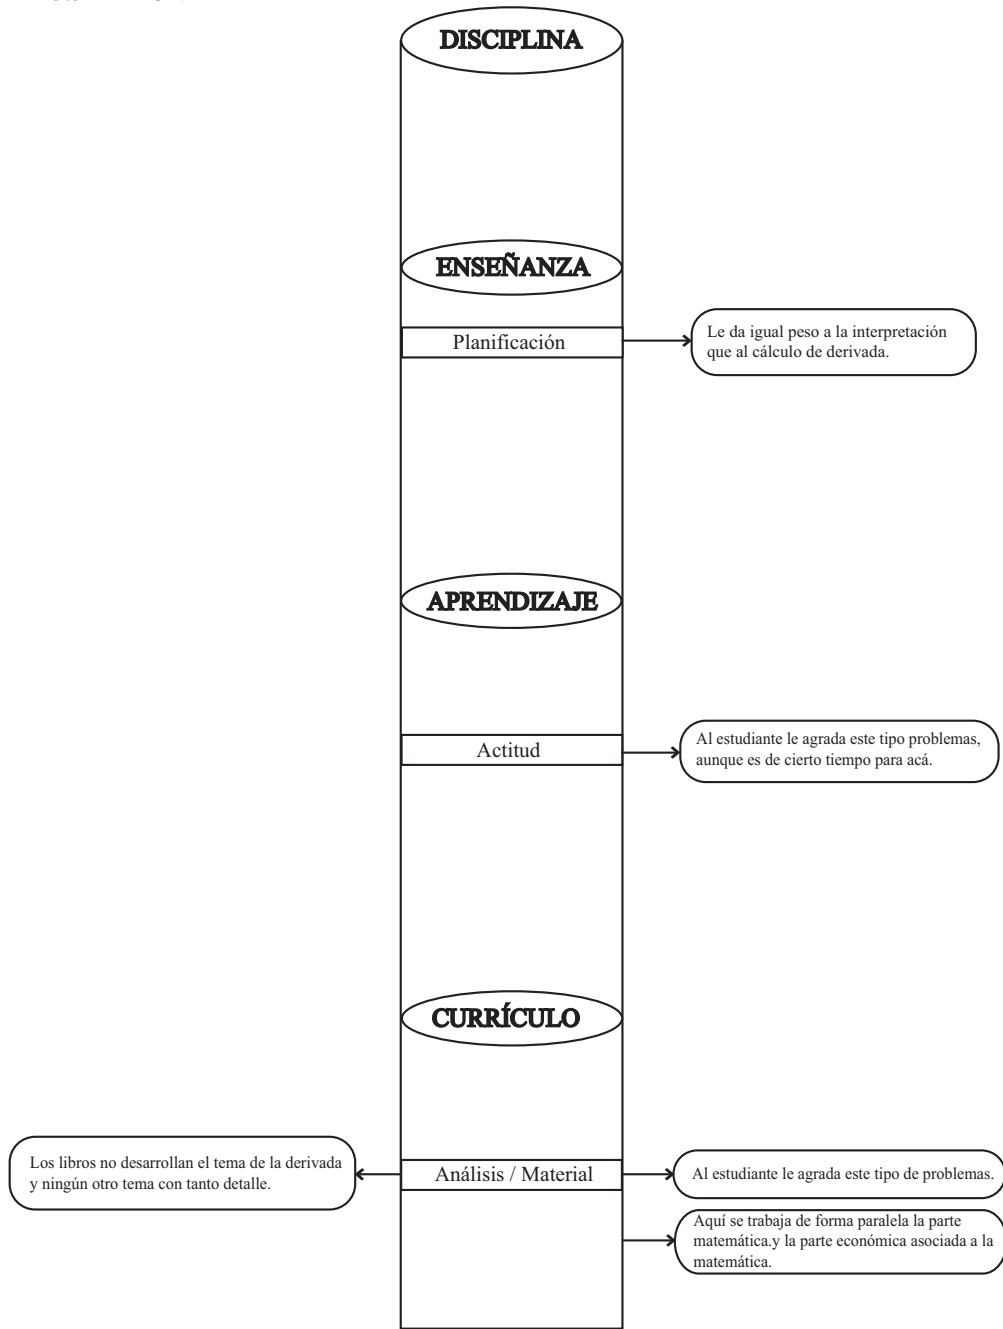 DISCIPLINA
ENSEÑANZA
Planificación
Le da igual peso a la interpretación
que al cálculo de derivada.
APRENDIZAJE
Actitud
Al estudiante le agrada este tipo problemas,
aunque es de cierto tiempo para acá.
CURRÍCULO
Los libros no desarrollan el tema de la derivada
y ningún otro tema con tanto detalle.
Análisis / Material
Al estudiante le agrada este tipo de problemas.
Aquí se trabaja de forma paralela la parte
matemática.y la parte económica asociada a la
matemática.